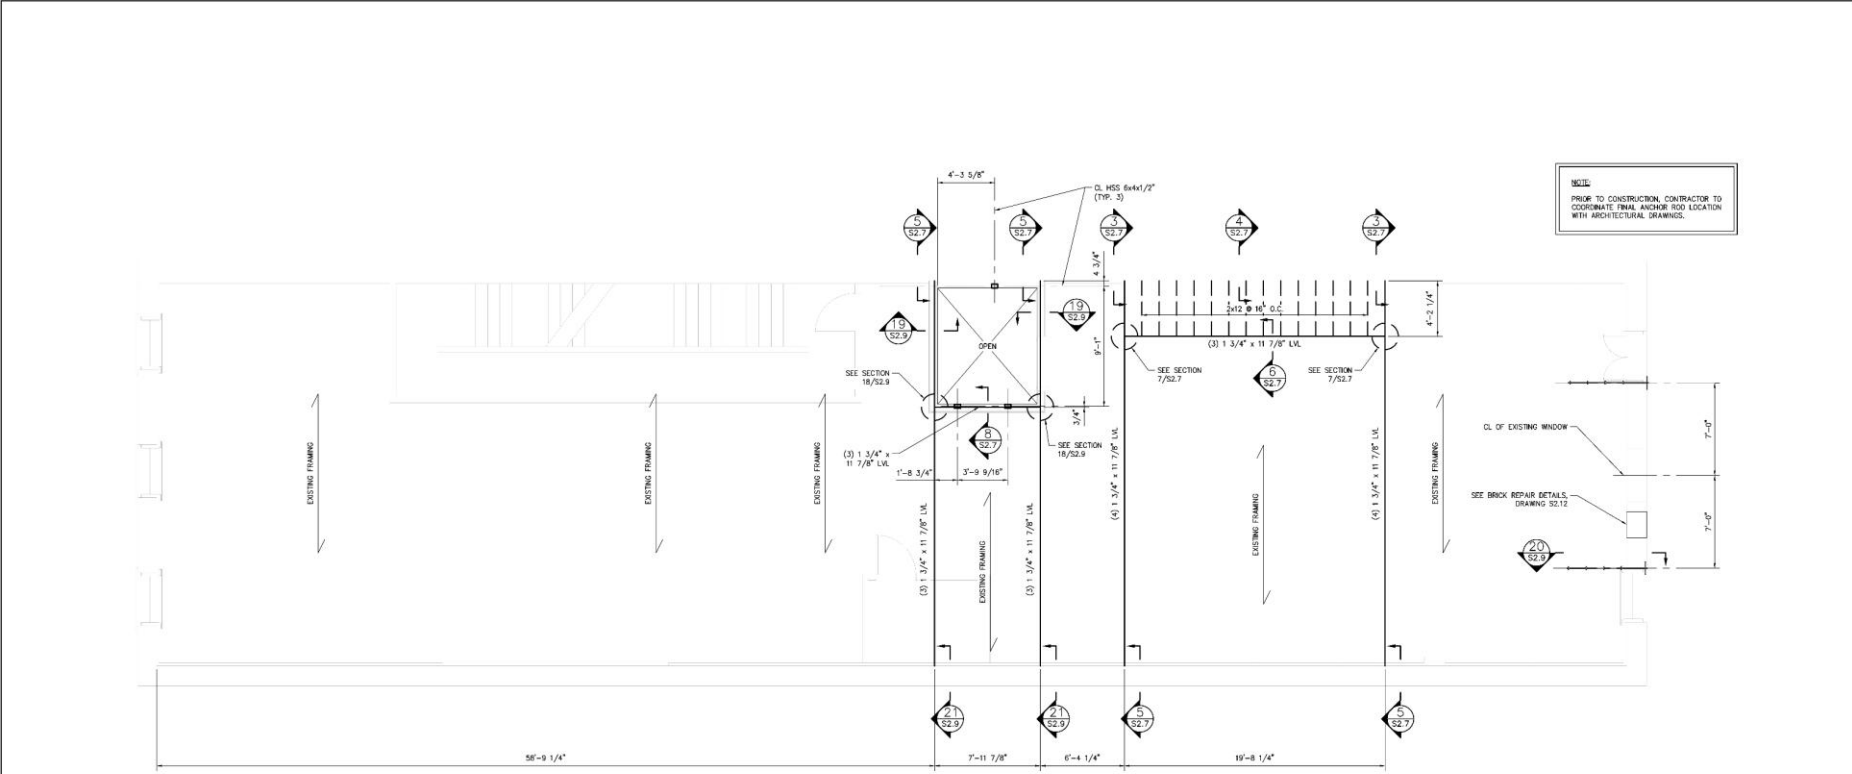 NOTE:
PRIOR TO CONSTRUCTION, CONTRACTOR TO
COORDINATE FINAL ANCHOR ROD LOCATION
WITH ARCHITECTURAL DRAWINGS.
4'-3 5/8"
CL HSS 6x4x1/2"
(TYP. 3)
5
S2.7
5
S2.7
3
S2.7
4
S2.7
3
S2.7
4 3/4"
19
S2.9
19
S2.9
2x12 @ 16" O.C.
4'-2 1/4"
OPEN
9'-1"
(3) 1 3/4" x 11 7/8" LVL
SEE SECTION
18/S2.9
SEE SECTION
7/S2.7
6
S2.7
SEE SECTION
7/S2.7
3/4"
8
S2.7
SEE SECTION
18/S2.9
(3) 1 3/4" x
11 7/8" LVL
1'-8 3/4"
3'-9 9/16"
CL OF EXISTING WINDOW
7'-0"
SEE BRICK REPAIR DETAILS,
DRAWING S2.12
7'-0"
20
S2.9
EXISTING FRAMING
EXISTING FRAMING
EXISTING FRAMING
(3) 1 3/4" x 11 7/8" LVL
EXISTING FRAMING
(3) 1 3/4" x 11 7/8" LVL
(4) 1 3/4" x 11 7/8" LVL
EXISTING FRAMING
(4) 1 3/4" x 11 7/8" LVL
EXISTING FRAMING
21
S2.9
21
S2.9
5
S2.7
5
S2.7
58'-9 1/4"
7'-11 7/8"
6'-4 1/4"
19'-8 1/4"